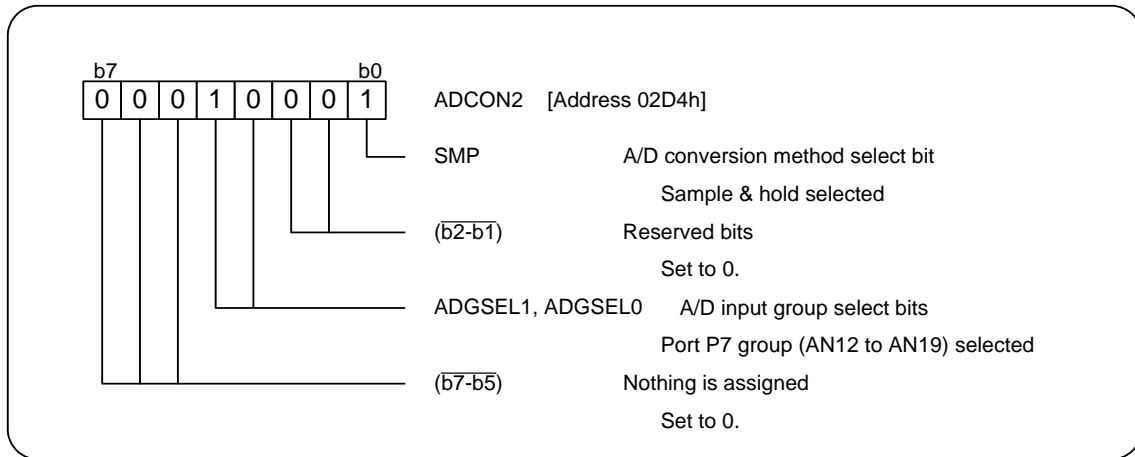 b7 b0
0 0 0 1 0 0 0 1 ADCON2 [Address 02D4h]
SMP A/D conversion method select bit
Sample & hold selected
(b2-b1) Reserved bits
Set to 0.
ADGSEL1, ADGSEL0 A/D input group select bits
Port P7 group (AN12 to AN19) selected
(b7-b5) Nothing is assigned
Set to 0.